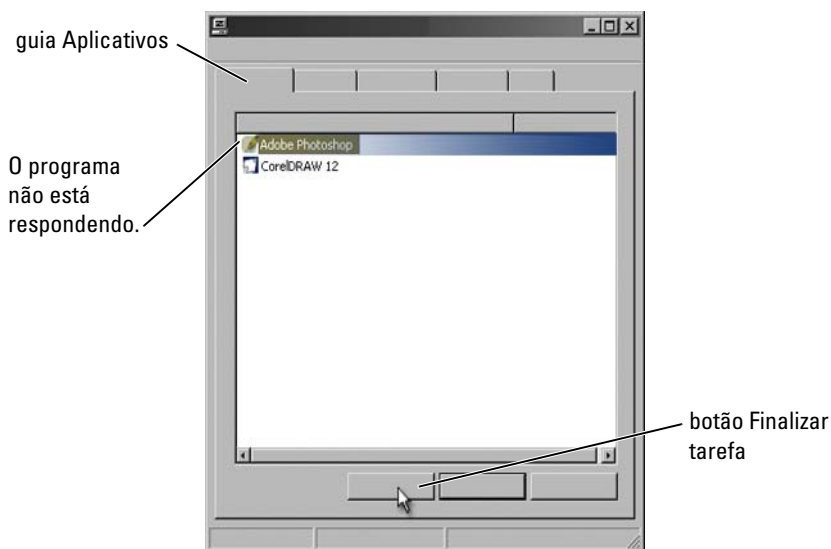 guia Aplicativos
Adobe Photoshop
CorelDRAW 12
O programa
não está
respondendo.
botão Finalizar
tarefa